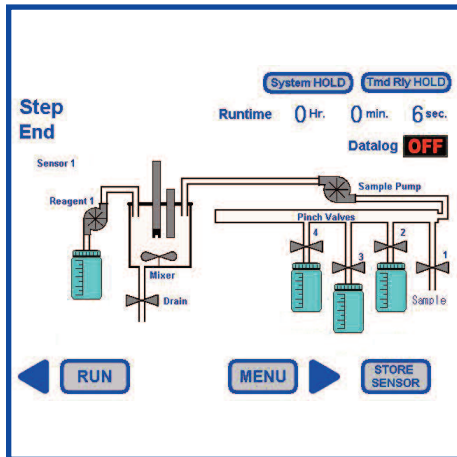 System HOLD Tmd Rly HOLD
Step
End
Runtime 0 Hr. 0 min. 6 sec.
Datalog OFF
Sensor 1
Reagent 1
Sample Pump
Pinch Valves
4
3
2
1
Mixer
Drain
Sample
RUN
MENU
STORE
SENSOR